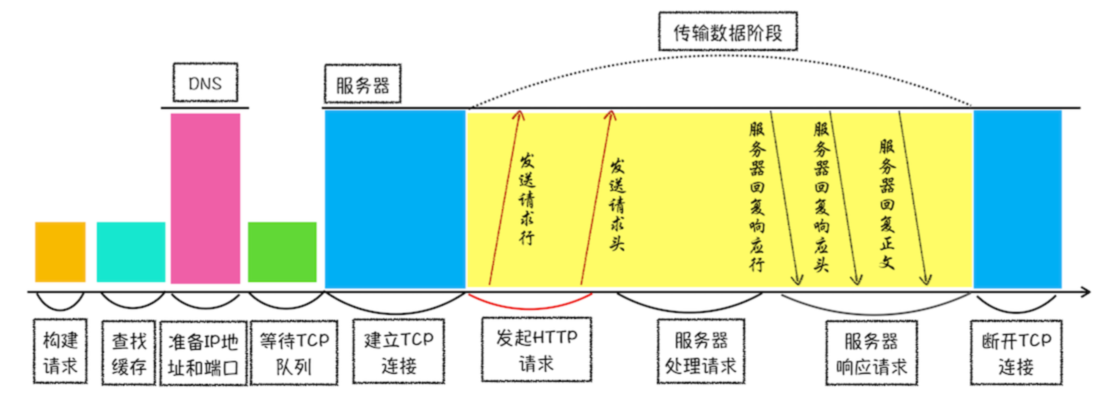 传输数据阶段
DNS
服务器
发送请求行
发送请求头
服务器回复响应行
服务器回复响应头
服务器回复正文
构建
请求
查找
缓存
准备IP地
址和端口
等待TCP
队列
建立TCP
连接
发起HTTP
请求
服务器
处理请求
服务器
响应请求
断开TCP
连接